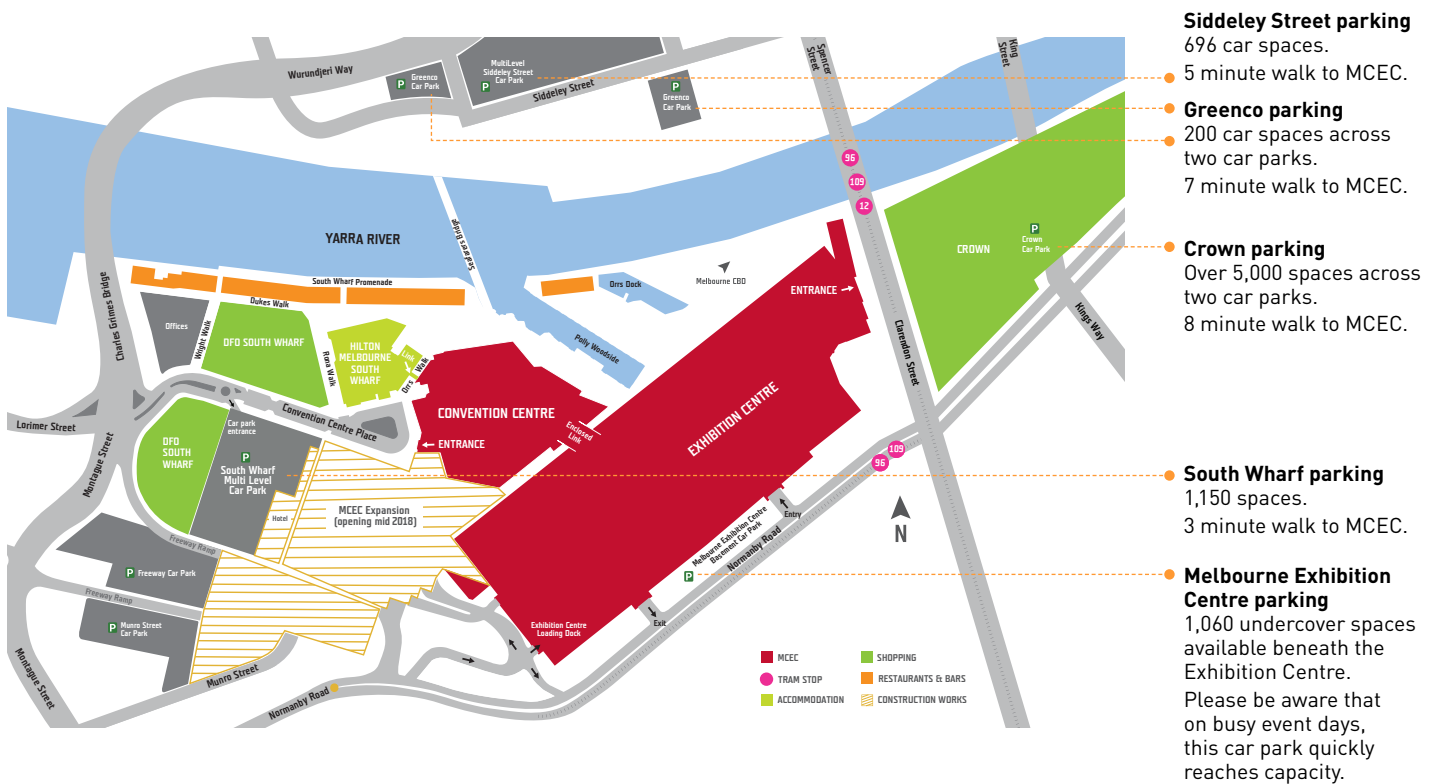 Siddeley Street parking
696 car spaces.
5 minute walk to MCEC.
Greenco parking
200 car spaces across
two car parks.
7 minute walk to MCEC.
Crown parking
Over 5,000 spaces across
two car parks.
8 minute walk to MCEC.
South Wharf parking
1,150 spaces.
3 minute walk to MCEC.
Melbourne Exhibition
Centre parking
1,060 undercover spaces
available beneath the
Exhibition Centre.
Please be aware that
on busy event days,
this car park quickly
reaches capacity.
Wurundjeri Way
P
Greenco
Car Park
MultiLevel
Siddeley Street
Car Park
P
Siddeley Street
P
Greenco
Car Park
Spencer
Street
King
Street
96
109
12
YARRA RIVER
Seafarers Bridge
Charles Grimes Bridge
South Wharf Promenade
Dukes Walk
Offices
Wright Walk
DFO SOUTH WHARF
Rona Walk
HILTON
MELBOURNE
SOUTH
WHARF
Link
Orrs Walk
Orrs Dock
Melbourne CBD
Polly Woodside
ENTRANCE
CROWN
P
Crown
Car Park
Kings Way
Clarendon Street
CONVENTION CENTRE
ENTRANCE
Enclosed
Link
EXHIBITION CENTRE
Convention Centre Place
Lorimer Street
Montague Street
Car park
entrance
DFO
SOUTH
WHARF
P
South Wharf
Multi Level
Car Park
Hotel
MCEC Expansion
(opening mid 2018)
109
96
N
Entry
Melbourne Exhibition Centre
Basement Car Park
P
Normanby Road
Exit
Freeway Ramp
P Freeway Car Park
Freeway Ramp
P Munro Street
Car Park
Montague Street
Munro Street
Normanby Road
Exhibition Centre
Loading Dock
MCEC
SHOPPING
TRAM STOP
RESTAURANTS & BARS
ACCOMMODATION
CONSTRUCTION WORKS